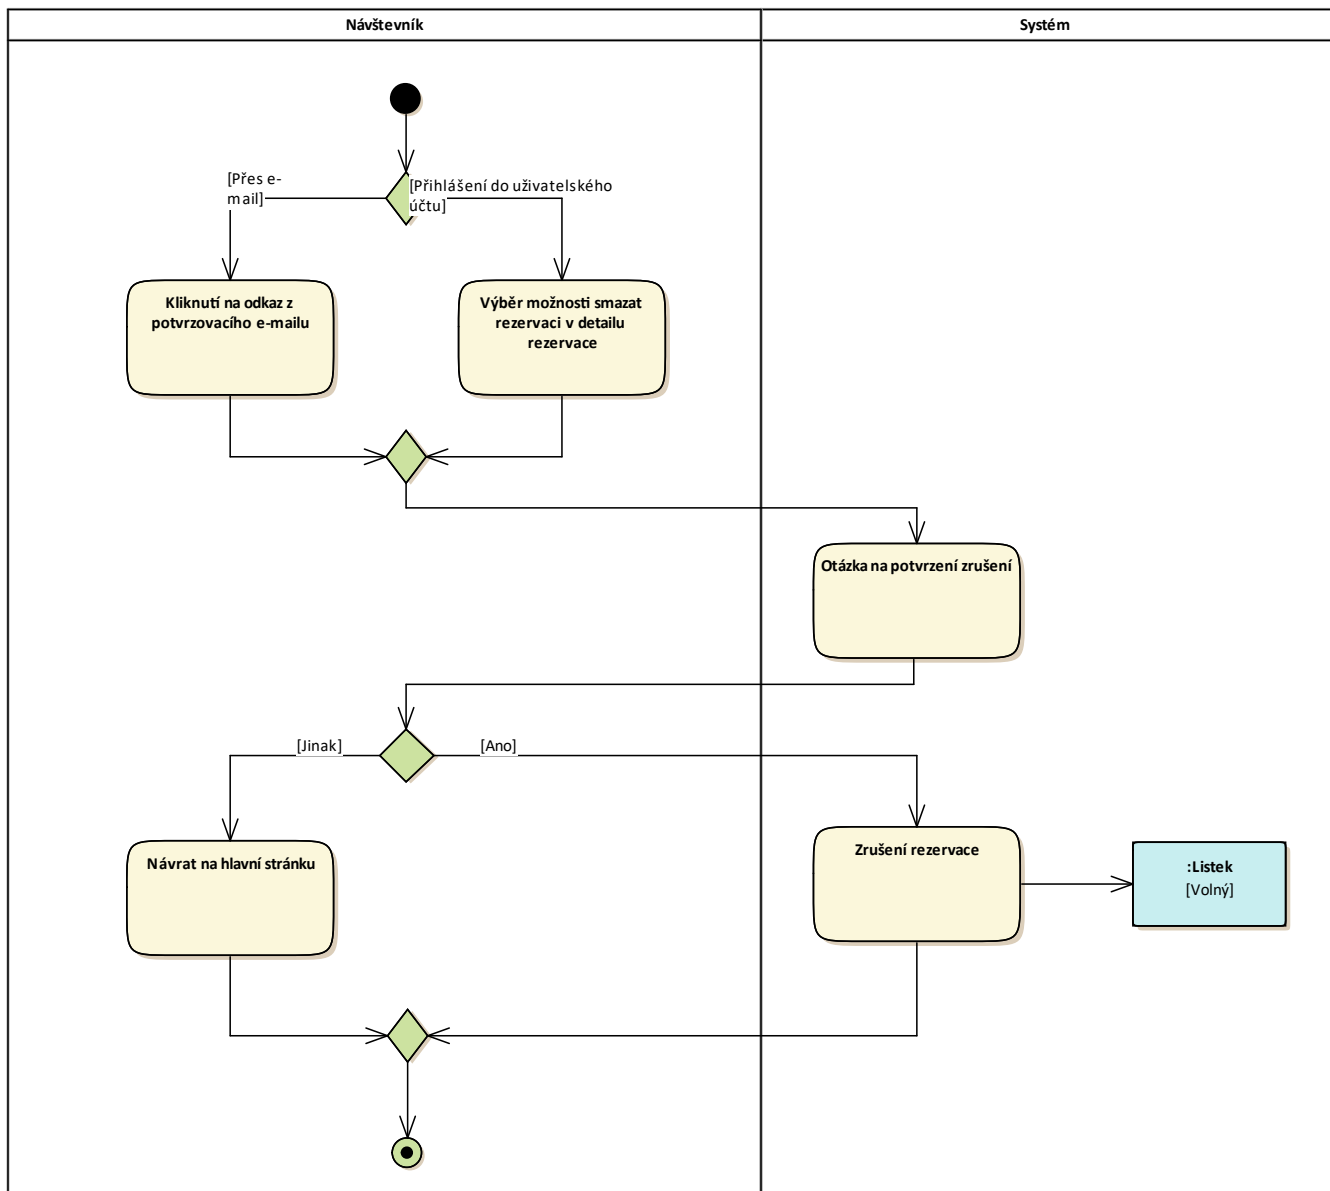 Návštevník
Systém
[Přes e-
mail]
[Přihlášení do uživatelského
účtu]
Kliknutí na odkaz z
potvrzovacího e-mailu
Výběr možnosti smazat
rezervaci v detailu
rezervace
Otázka na potvrzení zrušení
[Jinak]
[Ano]
Návrat na hlavní stránku
Zrušení rezervace
:Listek
[Volný]